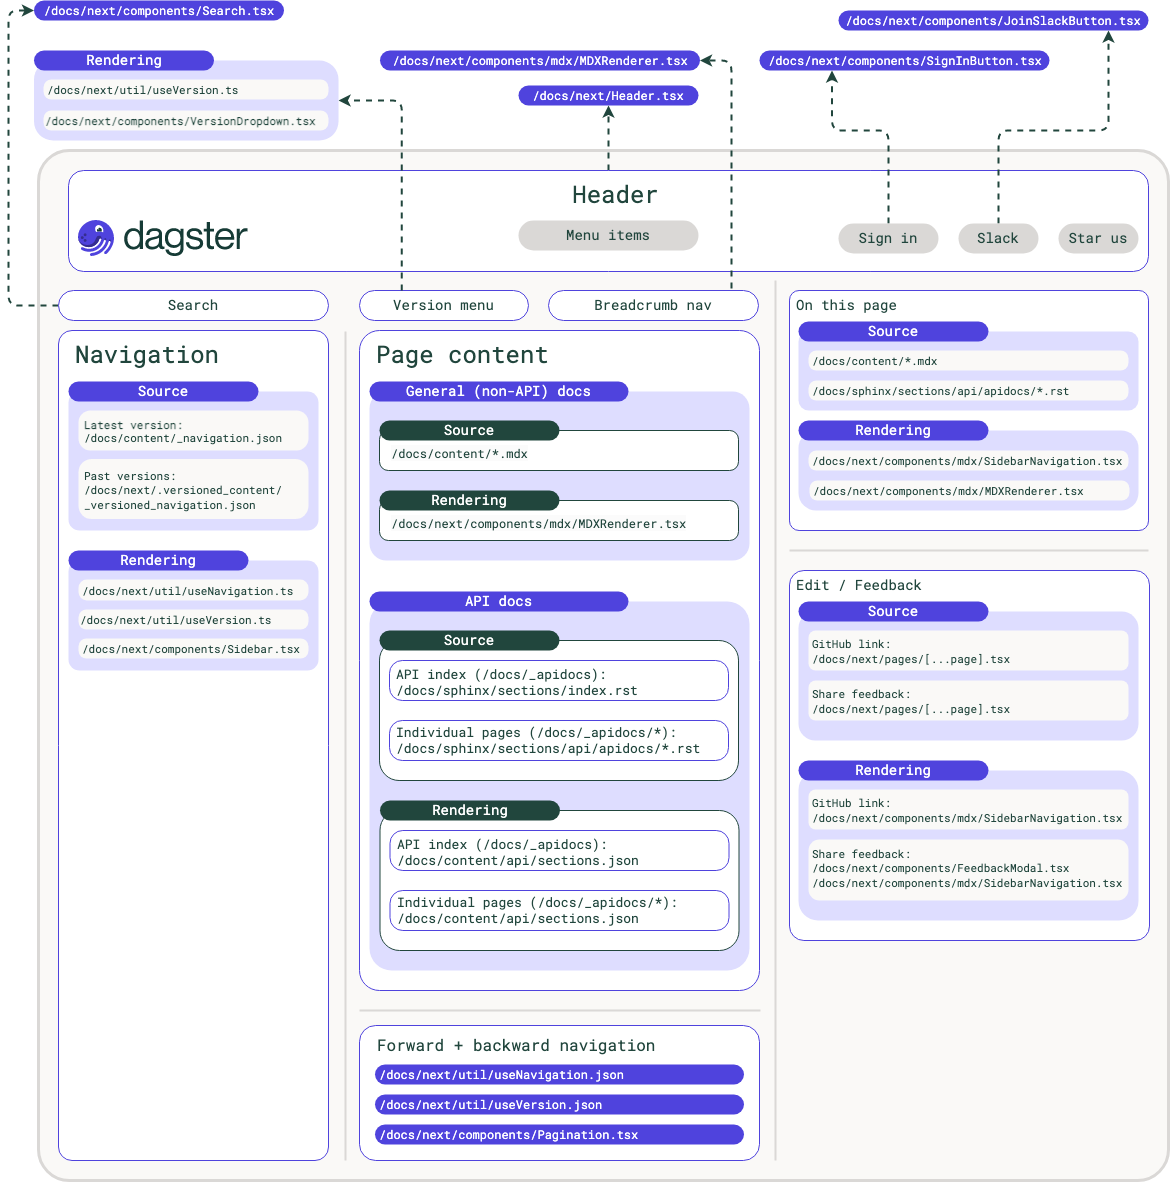 /docs/next/components/Search.tsx
/docs/next/components/JoinSlackButton.tsx
Rendering
/docs/next/util/useVersion.ts
/docs/next/components/VersionDropdown.tsx
/docs/next/components/mdx/MDXRenderer.tsx
/docs/next/components/SignInButton.tsx
/docs/next/Header.tsx
Header
dagster
Menu items
Sign in
Slack
Star us
Search
Version menu
Breadcrumb nav
Navigation
Source
Latest version:
/docs/content/_navigation.json
Past versions:
/docs/next/.versioned_content/
_versioned_navigation.json
Rendering
/docs/next/util/useNavigation.ts
/docs/next/util/useVersion.ts
/docs/next/components/Sidebar.tsx
Page content
General (non-API) docs
Source
/docs/content/*.mdx
Rendering
/docs/next/components/mdx/MDXRenderer.tsx
API docs
Source
API index (/docs/_apidocs):
/docs/sphinx/sections/index.rst
Individual pages (/docs/_apidocs/*):
/docs/sphinx/sections/api/apidocs/*.rst
Rendering
API index (/docs/_apidocs):
/docs/content/api/sections.json
Individual pages (/docs/_apidocs/*):
/docs/content/api/sections.json
Forward + backward navigation
/docs/next/util/useNavigation.json
/docs/next/util/useVersion.json
/docs/next/components/Pagination.tsx
On this page
Source
/docs/content/*.mdx
/docs/sphinx/sections/api/apidocs/*.rst
Rendering
/docs/next/components/mdx/SidebarNavigation.tsx
/docs/next/components/mdx/MDXRenderer.tsx
Edit / Feedback
Source
GitHub link:
/docs/next/pages/[...page].tsx
Share feedback:
/docs/next/pages/[...page].tsx
Rendering
GitHub link:
/docs/next/components/mdx/SidebarNavigation.tsx
Share feedback:
/docs/next/components/FeedbackModal.tsx
/docs/next/components/mdx/SidebarNavigation.tsx